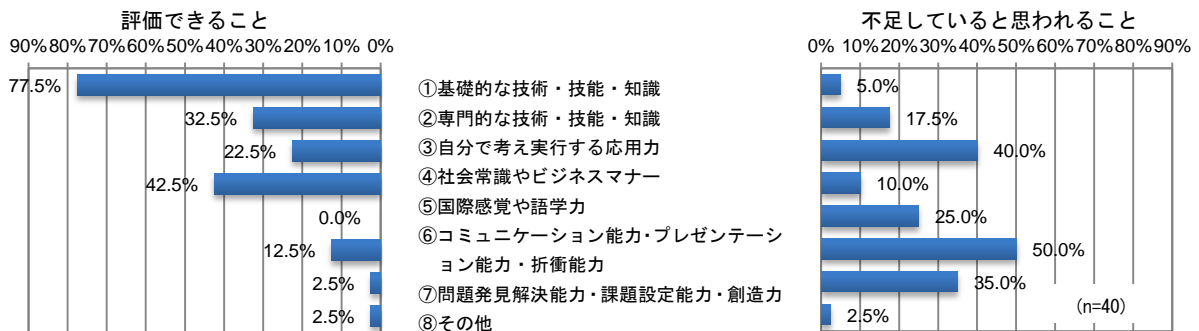 評価できること
90%80%70%60%50%40%30%20%10% 0%
77.5%
32.5%
22.5%
42.5%
0.0%
12.5%
2.5%
2.5%
①基礎的な技術・技能・知識
②専門的な技術・技能・知識
③自分で考え実行する応用力
④社会常識やビジネスマナー
⑤国際感覚や語学力
⑥コミュニケーション能力・プレゼンテーシ
ョン能力・折衝能力
⑦問題発見解決能力・課題設定能力・創造力
⑧その他
不足していると思われること
0% 10%20%30%40%50%60%70%80%90%
5.0%
17.5%
40.0%
10.0%
25.0%
50.0%
35.0%
2.5%
(n=40)